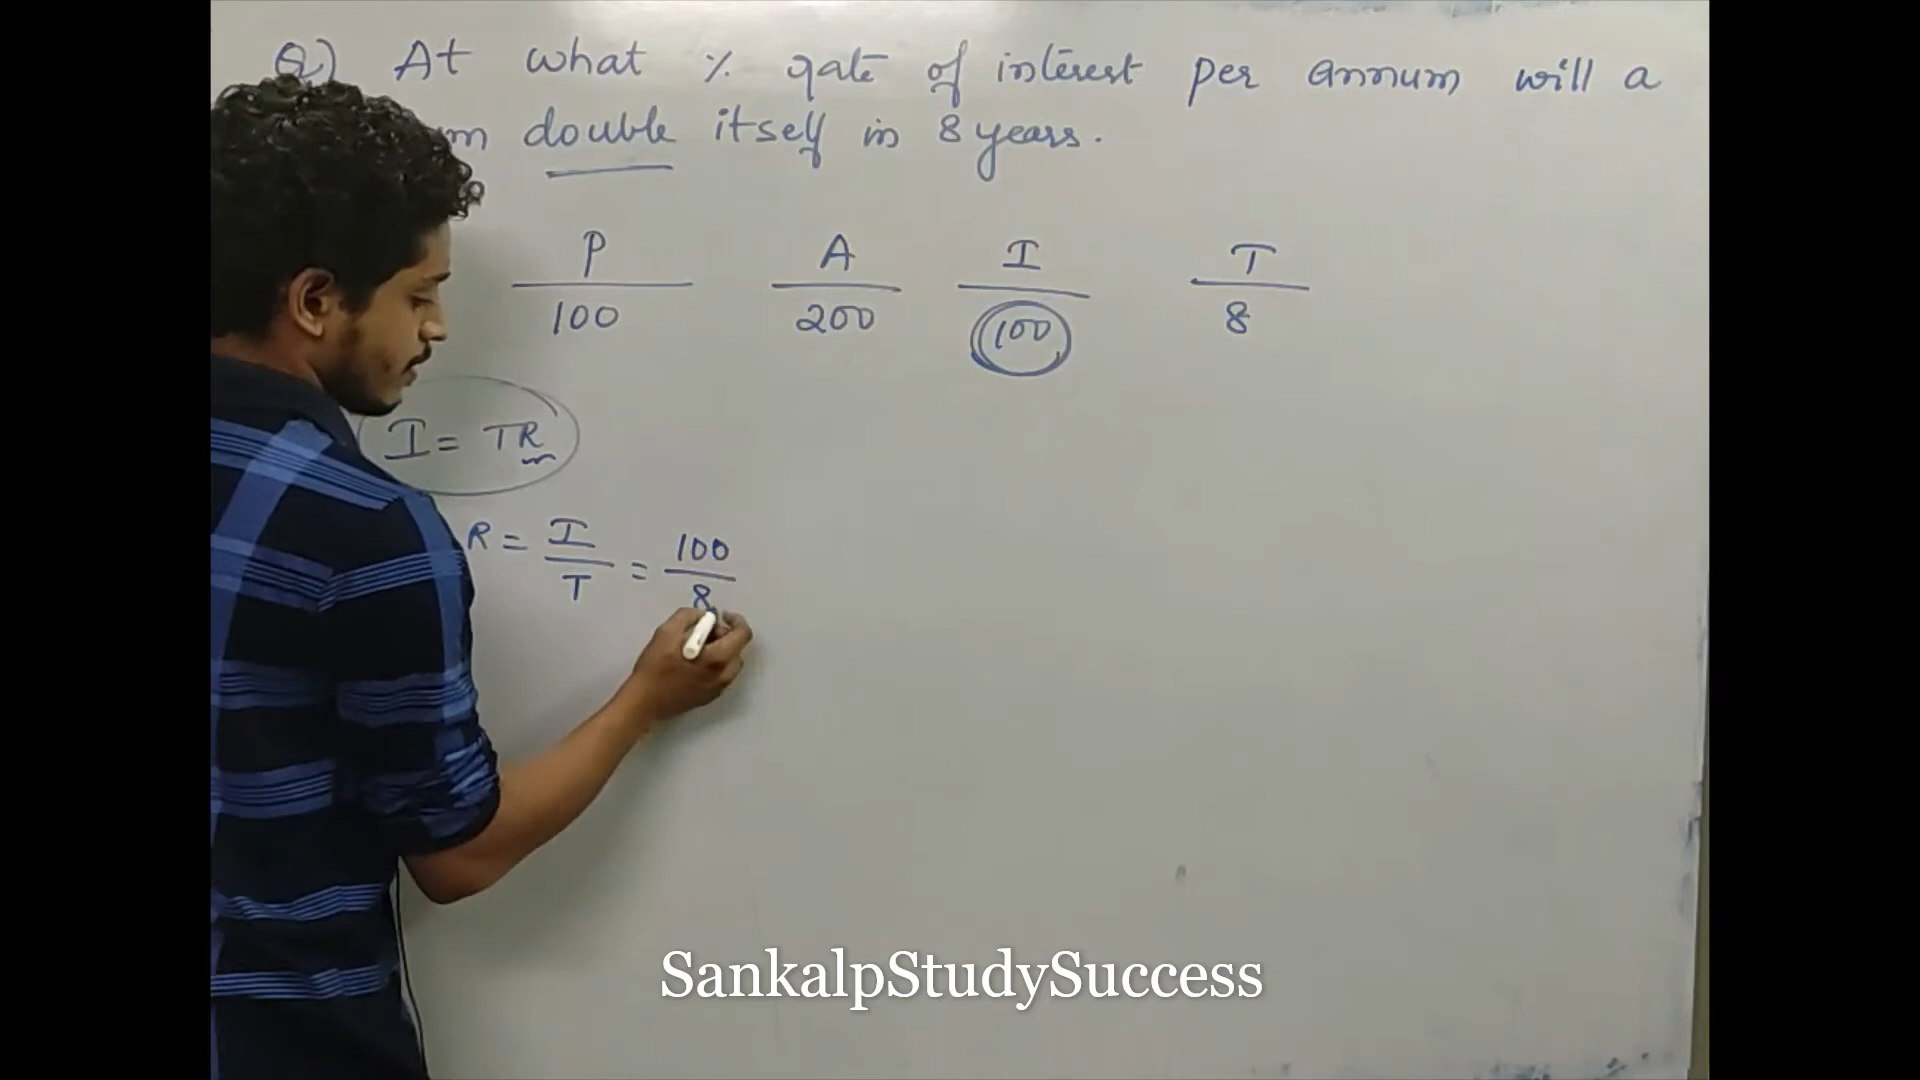 Q) At what % rate of interest per annum will a
double itself in 8 years.
P A I T
100 200 100 8
I = TR
R = I/T = 100/8
SankalpStudySuccess